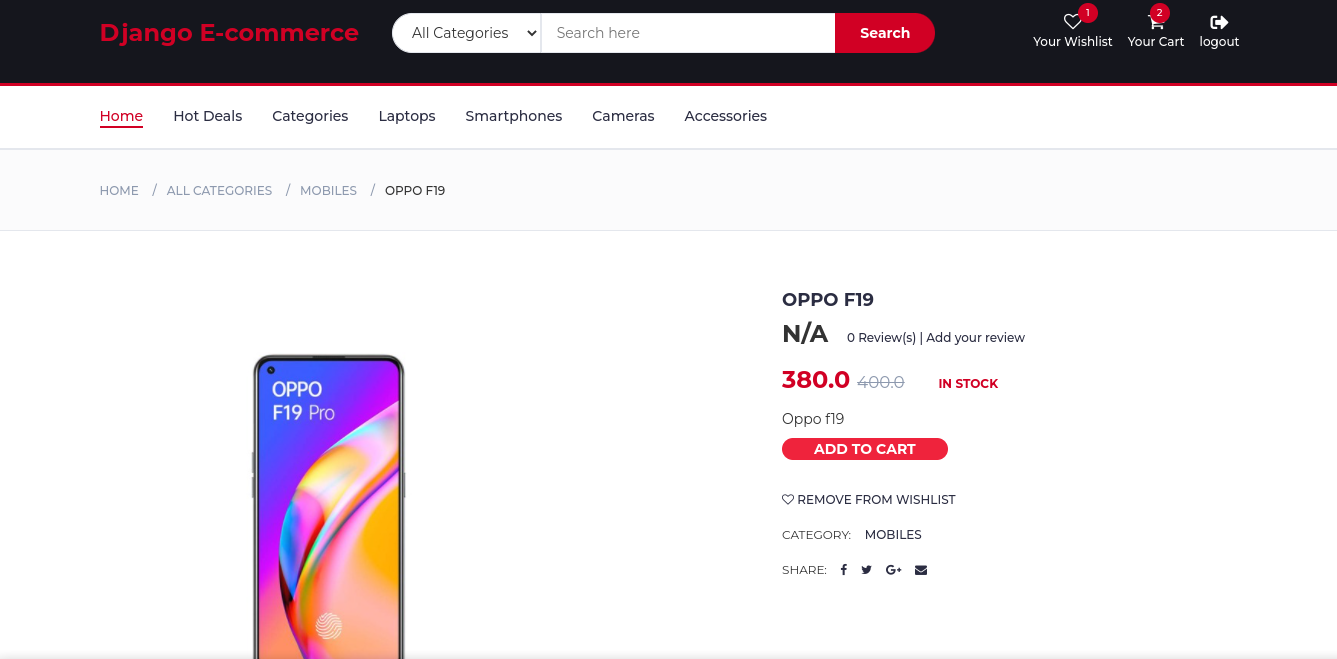 Django E-commerce
All Categories
Search here
Search
1
Your Wishlist
2
Your Cart
logout
Home Hot Deals Categories Laptops Smartphones Cameras Accessories
HOME / ALL CATEGORIES / MOBILES / OPPO F19
OPPO
F19 Pro
OPPO F19
N/A 0 Review(s) | Add your review
380.0 400.0 IN STOCK
Oppo f19
ADD TO CART
REMOVE FROM WISHLIST
CATEGORY: MOBILES
SHARE: